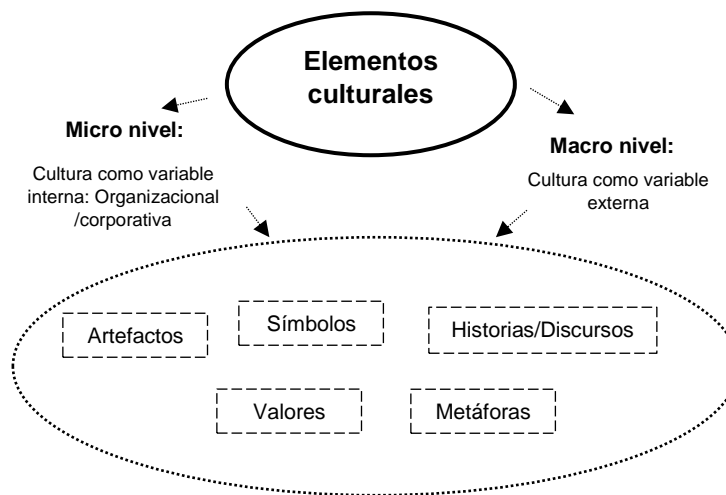 Elementos
culturales
Micro nivel:
Cultura como variable
interna: Organizacional
/corporativa
Macro nivel:
Cultura como variable
externa
Artefactos
Símbolos
Historias/Discursos
Valores
Metáforas